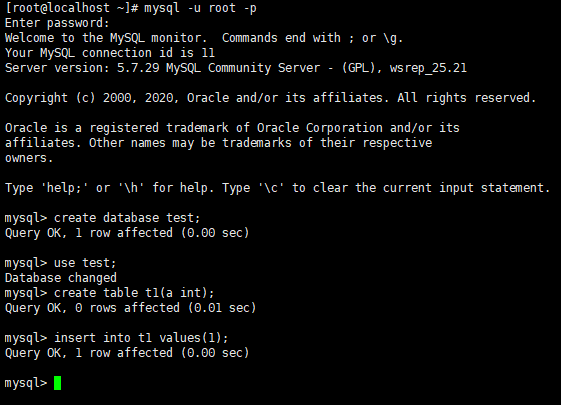 [root@localhost ~]# mysql -u root -p
Enter password:
Welcome to the MySQL monitor.  Commands end with ; or \g.
Your MySQL connection id is 11
Server version: 5.7.29 MySQL Community Server - (GPL), wsrep_25.21
Copyright (c) 2000, 2020, Oracle and/or its affiliates. All rights reserved.
Oracle is a registered trademark of Oracle Corporation and/or its
affiliates. Other names may be trademarks of their respective
owners.
Type 'help;' or '\h' for help. Type '\c' to clear the current input statement.
mysql> create database test;
Query OK, 1 row affected (0.00 sec)
mysql> use test;
Database changed
mysql> create table t1(a int);
Query OK, 0 rows affected (0.01 sec)
mysql> insert into t1 values(1);
Query OK, 1 row affected (0.00 sec)
mysql>